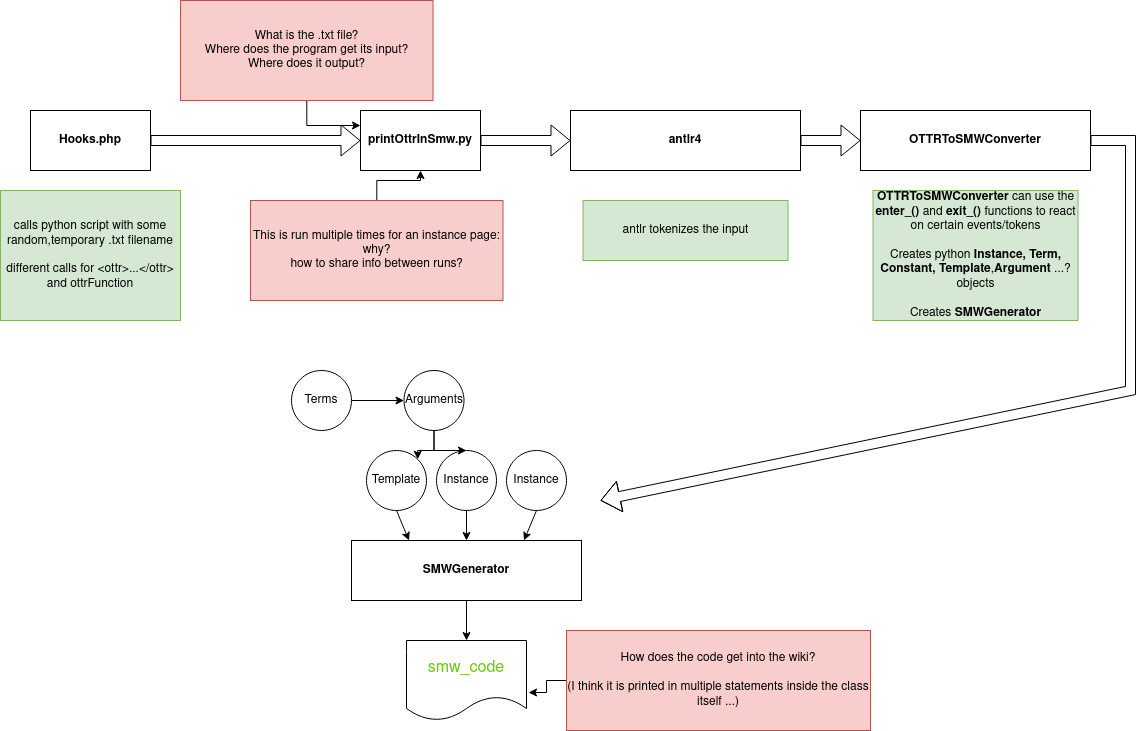 What is the .txt file?
Where does the program get its input?
Where does it output?
Hooks.php
printOttrInSmw.py
antlr4
OTTRToSMWConverter
calls python script with some
random,temporary .txt filename
different calls for <ottr>...</ottr>
and ottrFunction
This is run multiple times for an instance page:
why?
how to share info between runs?
antlr tokenizes the input
OTTRToSMWConverter can use the
enter_() and exit_() functions to react
on certain events/tokens
Creates python Instance, Term,
Constant, Template,Argument ...?
objects
Creates SMWGenerator
Terms
Arguments
Template
Instance
Instance
SMWGenerator
smw_code
How does the code get into the wiki?
(I think it is printed in multiple statements inside the class
itself ...)